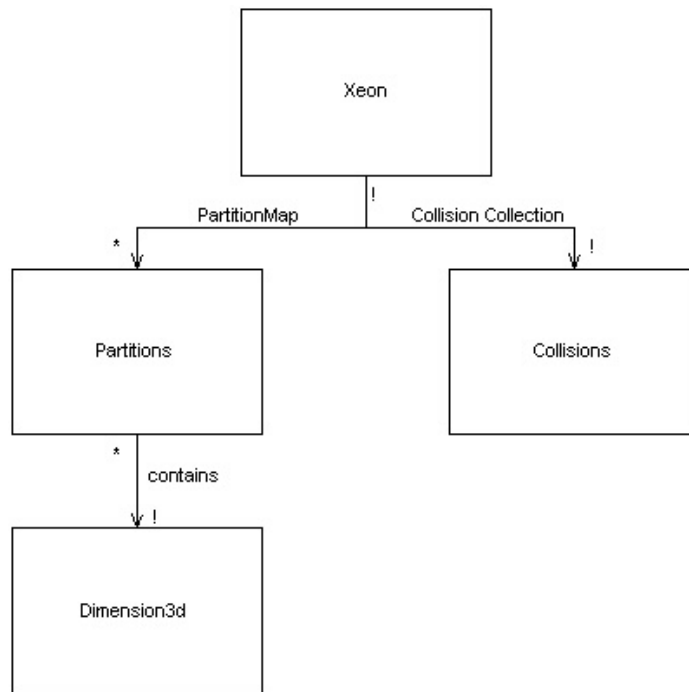 Xeon
!
PartitionMap
Collision Collection
*
!
Partitions
Collisions
*
contains
!
Dimension3d